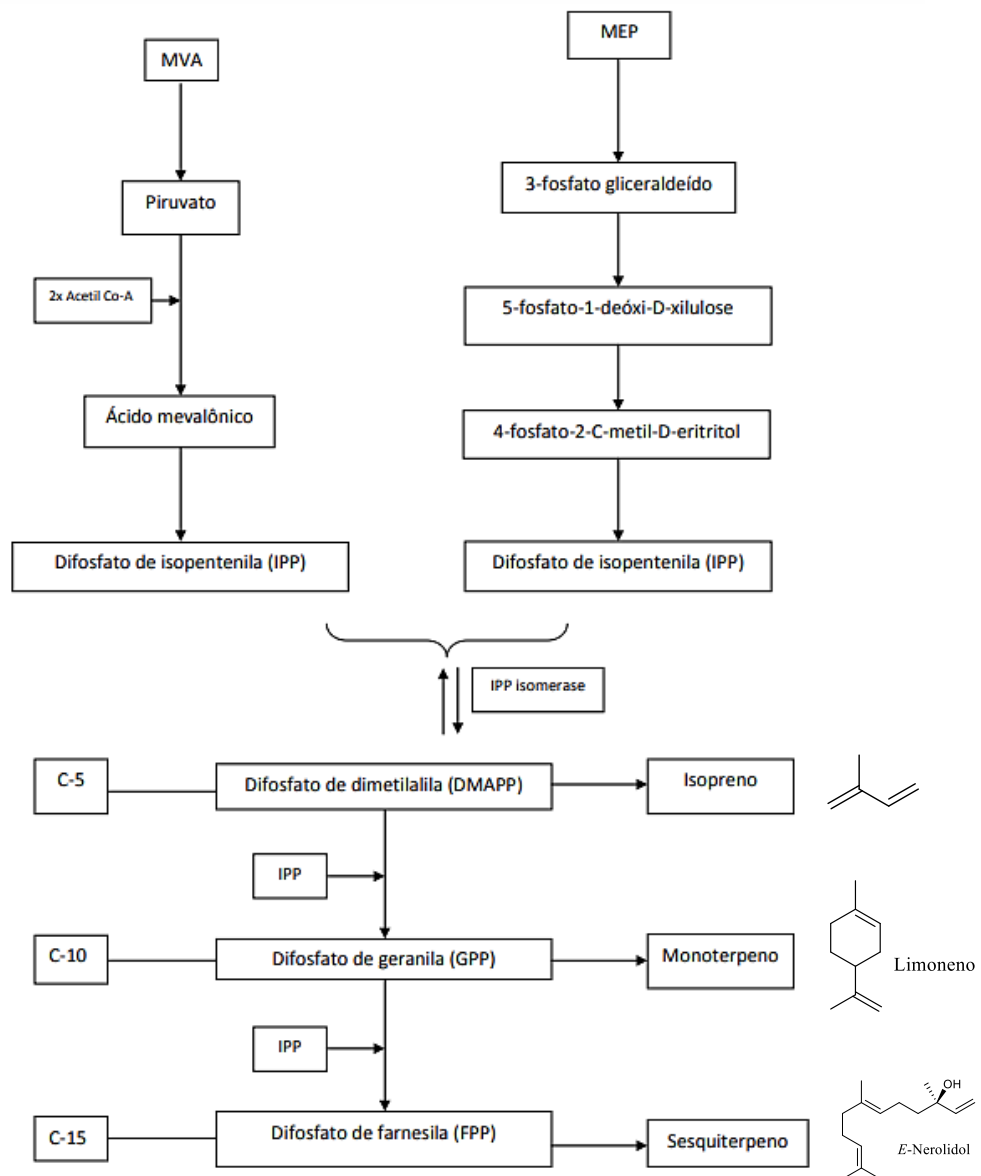 MVA
MEP
Piruvato
3-fosfato gliceraldeído
2x Acetil Co-A
5-fosfato-1-deóxi-D-xilulose
Ácido mevalônico
4-fosfato-2-C-metil-D-eritritol
Difosfato de isopentenila (IPP)
Difosfato de isopentenila (IPP)
IPP isomerase
C-5
Difosfato de dimetilalila (DMAPP)
Isopreno
IPP
C-10
Difosfato de geranila (GPP)
Monoterpeno
Limoneno
IPP
C-15
Difosfato de farnesila (FPP)
Sesquiterpeno
OH
E-Nerolidol